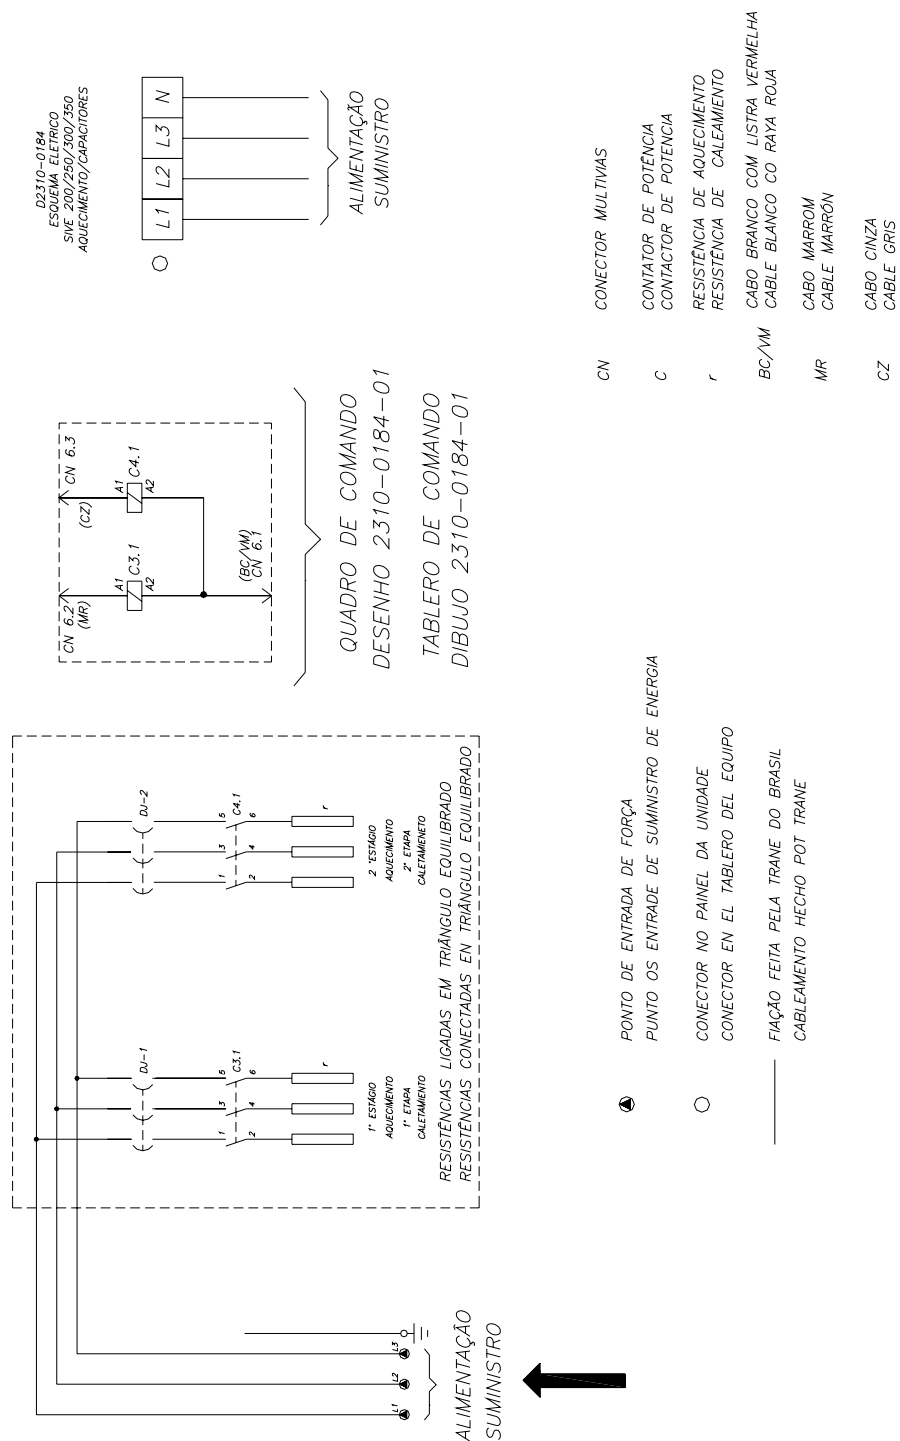 D2310-0184
ESQUEMA ELETRICO
SIVE 200/250/300/350
AQUECIMENTO/CAPACITORES
L1 L2 L3 N
ALIMENTAÇÃO
SUMINISTRO
CN 6.2
(MR)
CN 6.3
(CZ)
A1
C3.1
A2
A1
C4.1
A2
(BC/VM)
CN 6.1
QUADRO DE COMANDO
DESENHO 2310-0184-01
TABLERO DE COMANDO
DIBUJO 2310-0184-01
DJ-1
1 3 5
C3.1
2 4 6
r
1° ESTÁGIO
AQUECIMENTO
1° ETAPA
CALETAMIENTO
DJ-2
1 3 5
C4.1
2 4 6
r
2 °ESTÁGIO
AQUECIMENTO
2° ETAPA
CALETAMIENETO
RESISTÊNCIAS LIGADAS EM TRIÂNGULO EQUILIBRADO
RESISTÊNCIAS CONECTADAS EN TRIÂNGULO EQUILIBRADO
L1 L2 L3
ALIMENTAÇÃO
SUMINISTRO
PONTO DE ENTRADA DE FORÇA
PUNTO OS ENTRADE DE SUMINISTRO DE ENERGIA
CONECTOR NO PAINEL DA UNIDADE
CONECTOR EN EL TABLERO DEL EQUIPO
FIAÇÃO FEITA PELA TRANE DO BRASIL
CABLEAMENTO HECHO POT TRANE
CN CONECTOR MULTIVIAS
C CONTATOR DE POTÊNCIA
CONTACTOR DE POTENCIA
r RESISTÊNCIA DE AQUECIMENTO
RESISTÊNCIA DE CALEAMIENTO
BC/VM CABO BRANCO COM LISTRA VERMELHA
CABLE BLANCO CO RAYA ROJA
MR CABO MARROM
CABLE MARRÓN
CZ CABO CINZA
CABLE GRIS